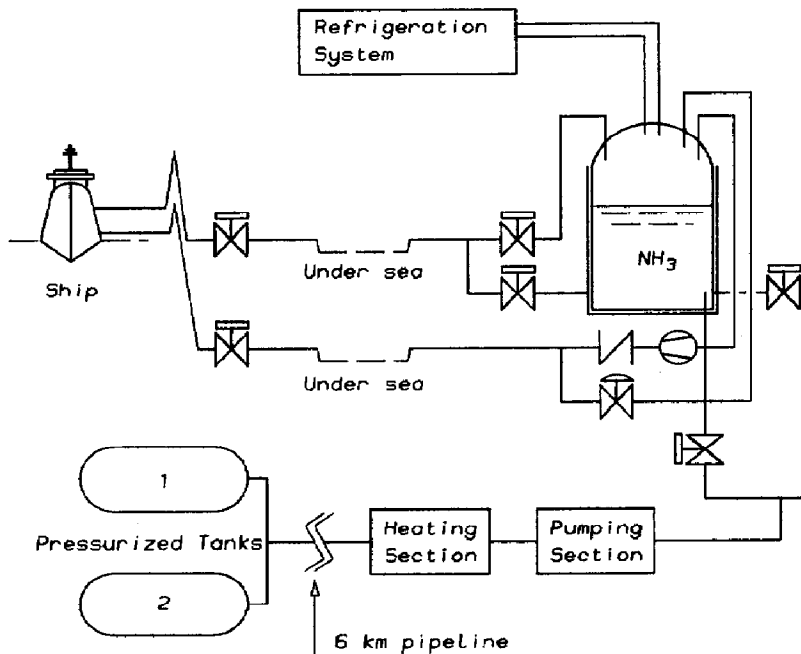 Refrigeration
System
NH3
Under sea
Ship
Under sea
1
Pressurized Tanks
2
Heating
Section
Pumping
Section
6 km pipeline